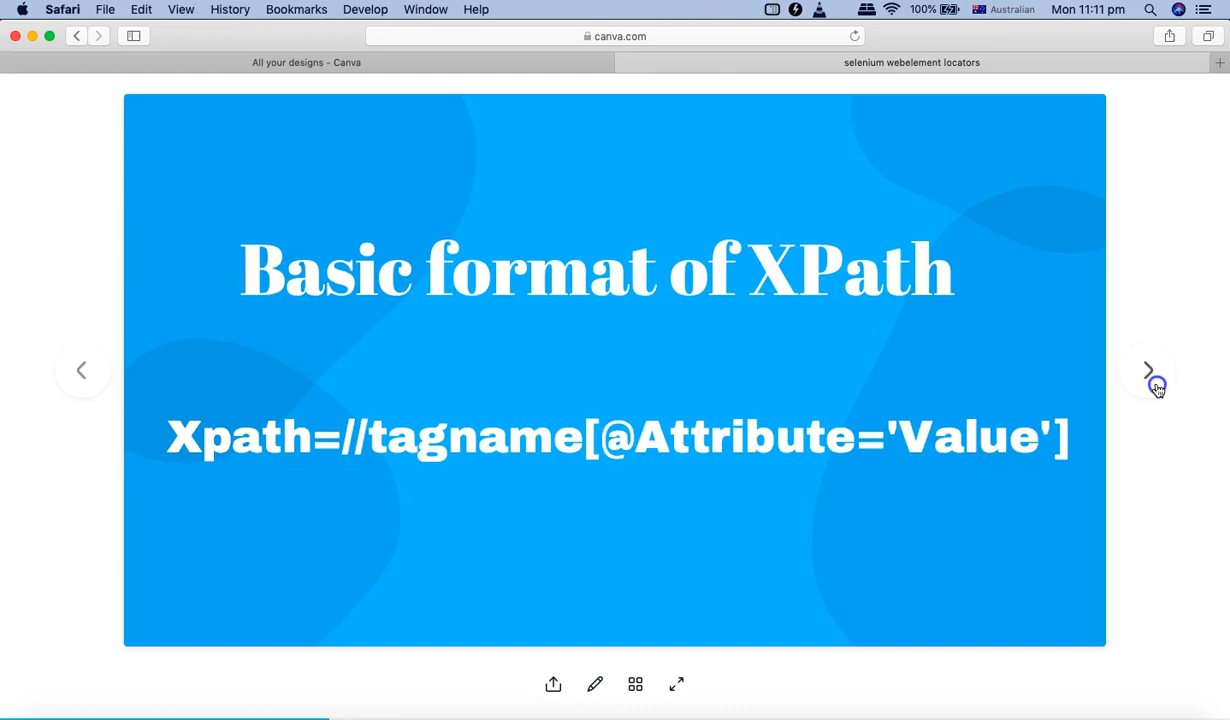 Safari File Edit View History Bookmarks Develop Window Help 100% Australian Mon 11:11 pm
canva.com
All your designs – Canva selenium webelement locators
Basic format of XPath
Xpath=//tagname[@Attribute='Value']